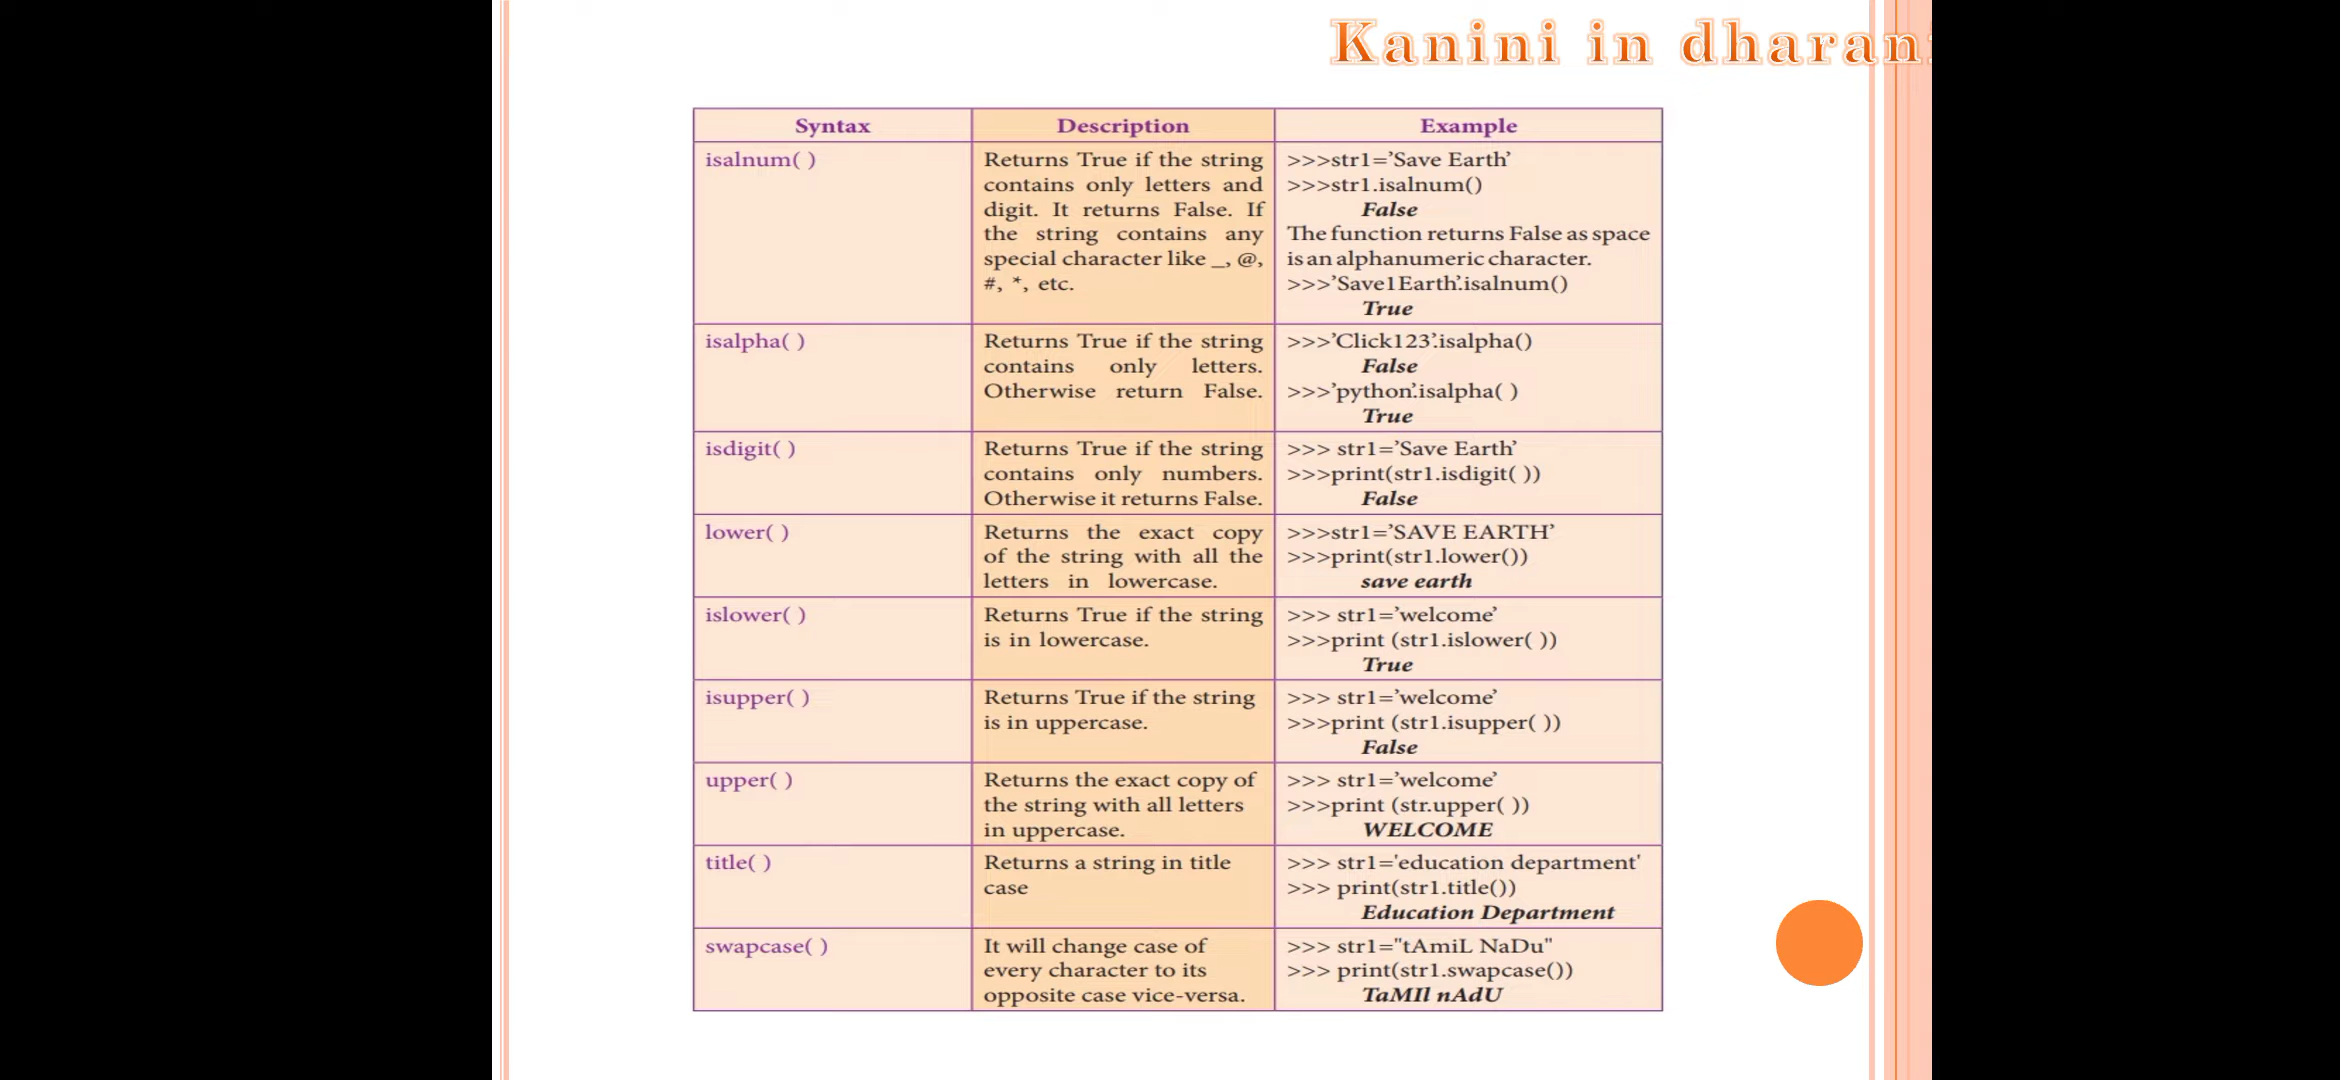 Kanini in dharani
Syntax Description Example
isalnum( )
Returns True if the string
contains only letters and
digit. It returns False. If
the string contains any
special character like _, @,
#, *, etc.
>>>str1=’Save Earth’
>>>str1.isalnum()
False
The function returns False as space
is an alphanumeric character.
>>>’Save1Earth’.isalnum()
True
isalpha( )
Returns True if the string
contains only letters.
Otherwise return False.
>>>’Click123’.isalpha()
False
>>>’python’.isalpha( )
True
isdigit( )
Returns True if the string
contains only numbers.
Otherwise it returns False.
>>> str1=’Save Earth’
>>>print(str1.isdigit( ))
False
lower( )
Returns the exact copy
of the string with all the
letters in lowercase.
>>>str1=’SAVE EARTH’
>>>print(str1.lower())
save earth
islower( )
Returns True if the string
is in lowercase.
>>> str1=’welcome’
>>>print (str1.islower( ))
True
isupper( )
Returns True if the string
is in uppercase.
>>> str1=’welcome’
>>>print (str1.isupper( ))
False
upper( )
Returns the exact copy of
the string with all letters
in uppercase.
>>> str1=’welcome’
>>>print (str.upper( ))
WELCOME
title( )
Returns a string in title
case
>>> str1='education department'
>>> print(str1.title())
Education Department
swapcase( )
It will change case of
every character to its
opposite case vice-versa.
>>> str1="tAmiL NaDu"
>>> print(str1.swapcase())
TaMIl nAdU